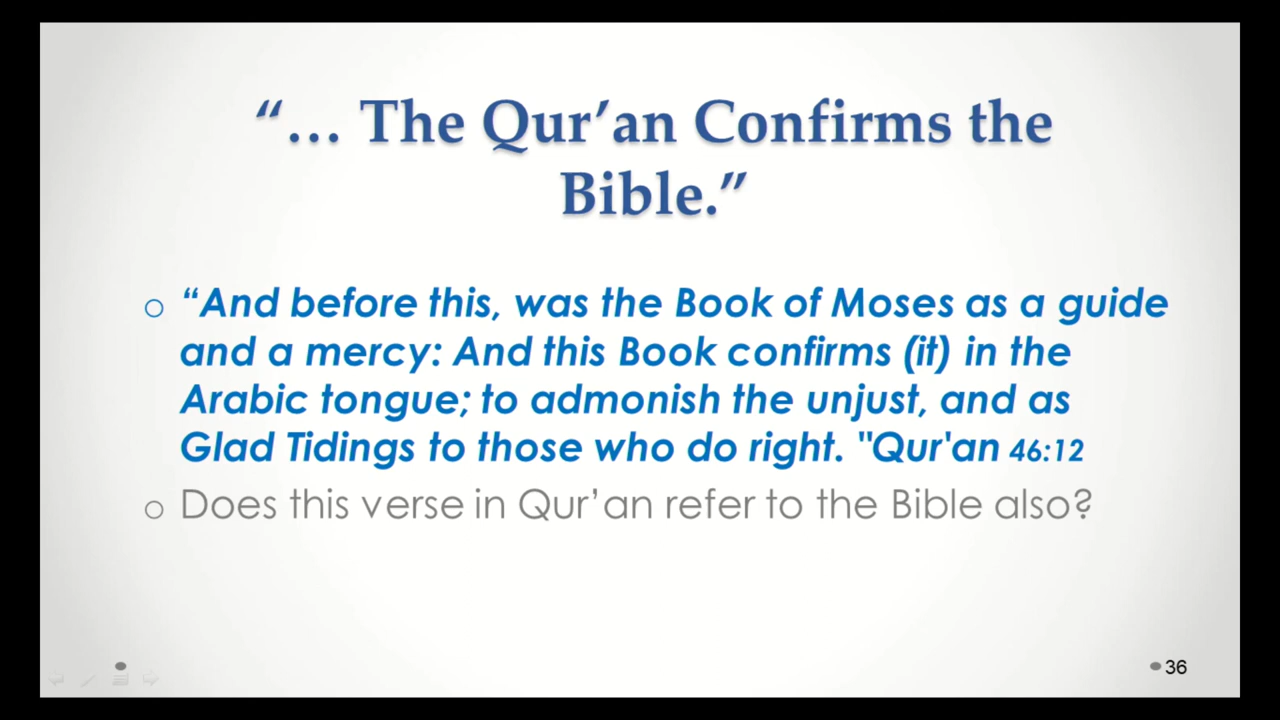 “... The Qur’an Confirms the
Bible.”
“And before this, was the Book of Moses as a guide
and a mercy: And this Book confirms (it) in the
Arabic tongue; to admonish the unjust, and as
Glad Tidings to those who do right. "Qur'an 46:12
Does this verse in Qur’an refer to the Bible also?
36